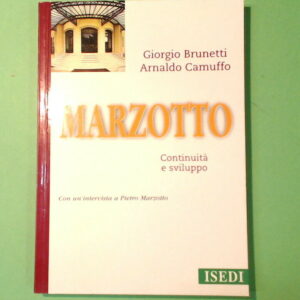 Giorgio Brunetti
Arnaldo Camuffo
MARZOTTO
Continuità
e sviluppo
Con un'intervista a Pietro Marzotto
ISEDI